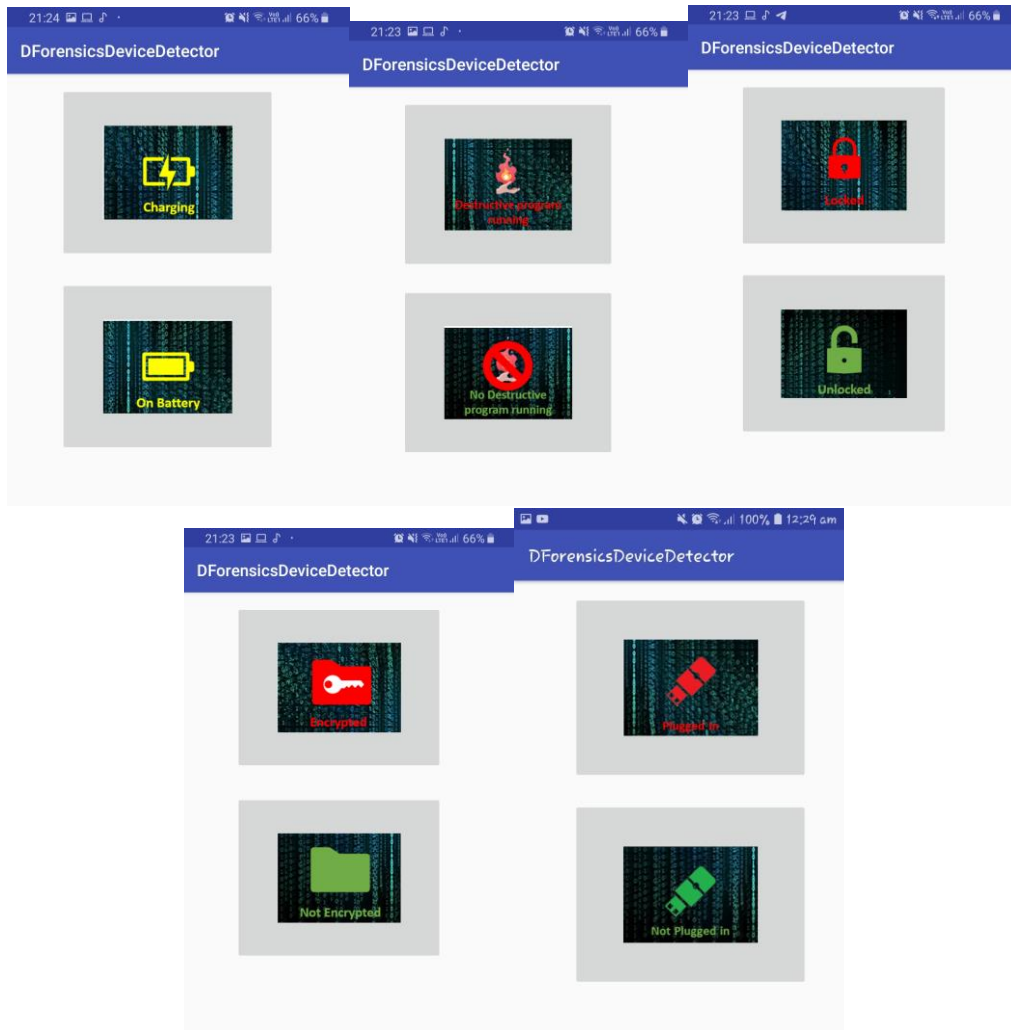 21:24 66%
DForensicsDeviceDetector
Charging
On Battery
21:23 66%
DForensicsDeviceDetector
Destructive program
running
No Destructive
program running
21:23 66%
DForensicsDeviceDetector
Locked
Unlocked
21:23 66%
DForensicsDeviceDetector
Encrypted
Not Encrypted
100% 12:29 am
DForensicsDeviceDetector
Plugged in
Not Plugged in